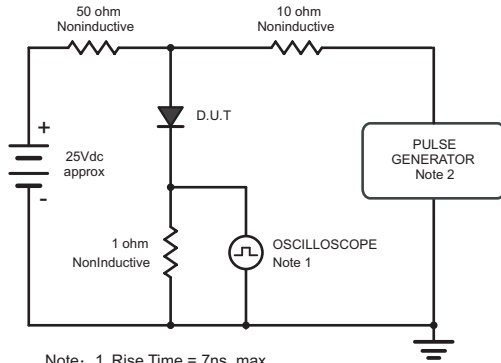 50 ohm
Noninductive
10 ohm
Noninductive
D.U.T
+
25Vdc
approx
-
PULSE
GENERATOR
Note 2
1 ohm
NonInductive
OSCILLOSCOPE
Note 1
Note: 1. Rise Time = 7ns, max.